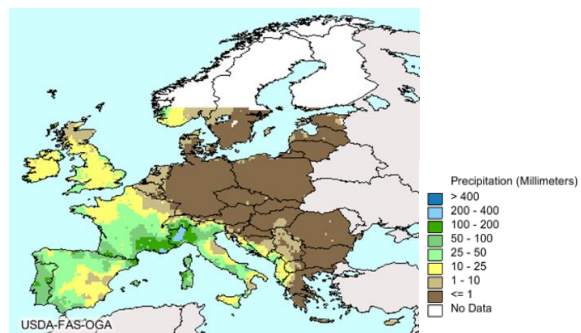 Precipitation (Millimeters)
> 400
200 - 400
100 - 200
50 - 100
25 - 50
10 - 25
1 - 10
<= 1
No Data
USDA-FAS-OGA